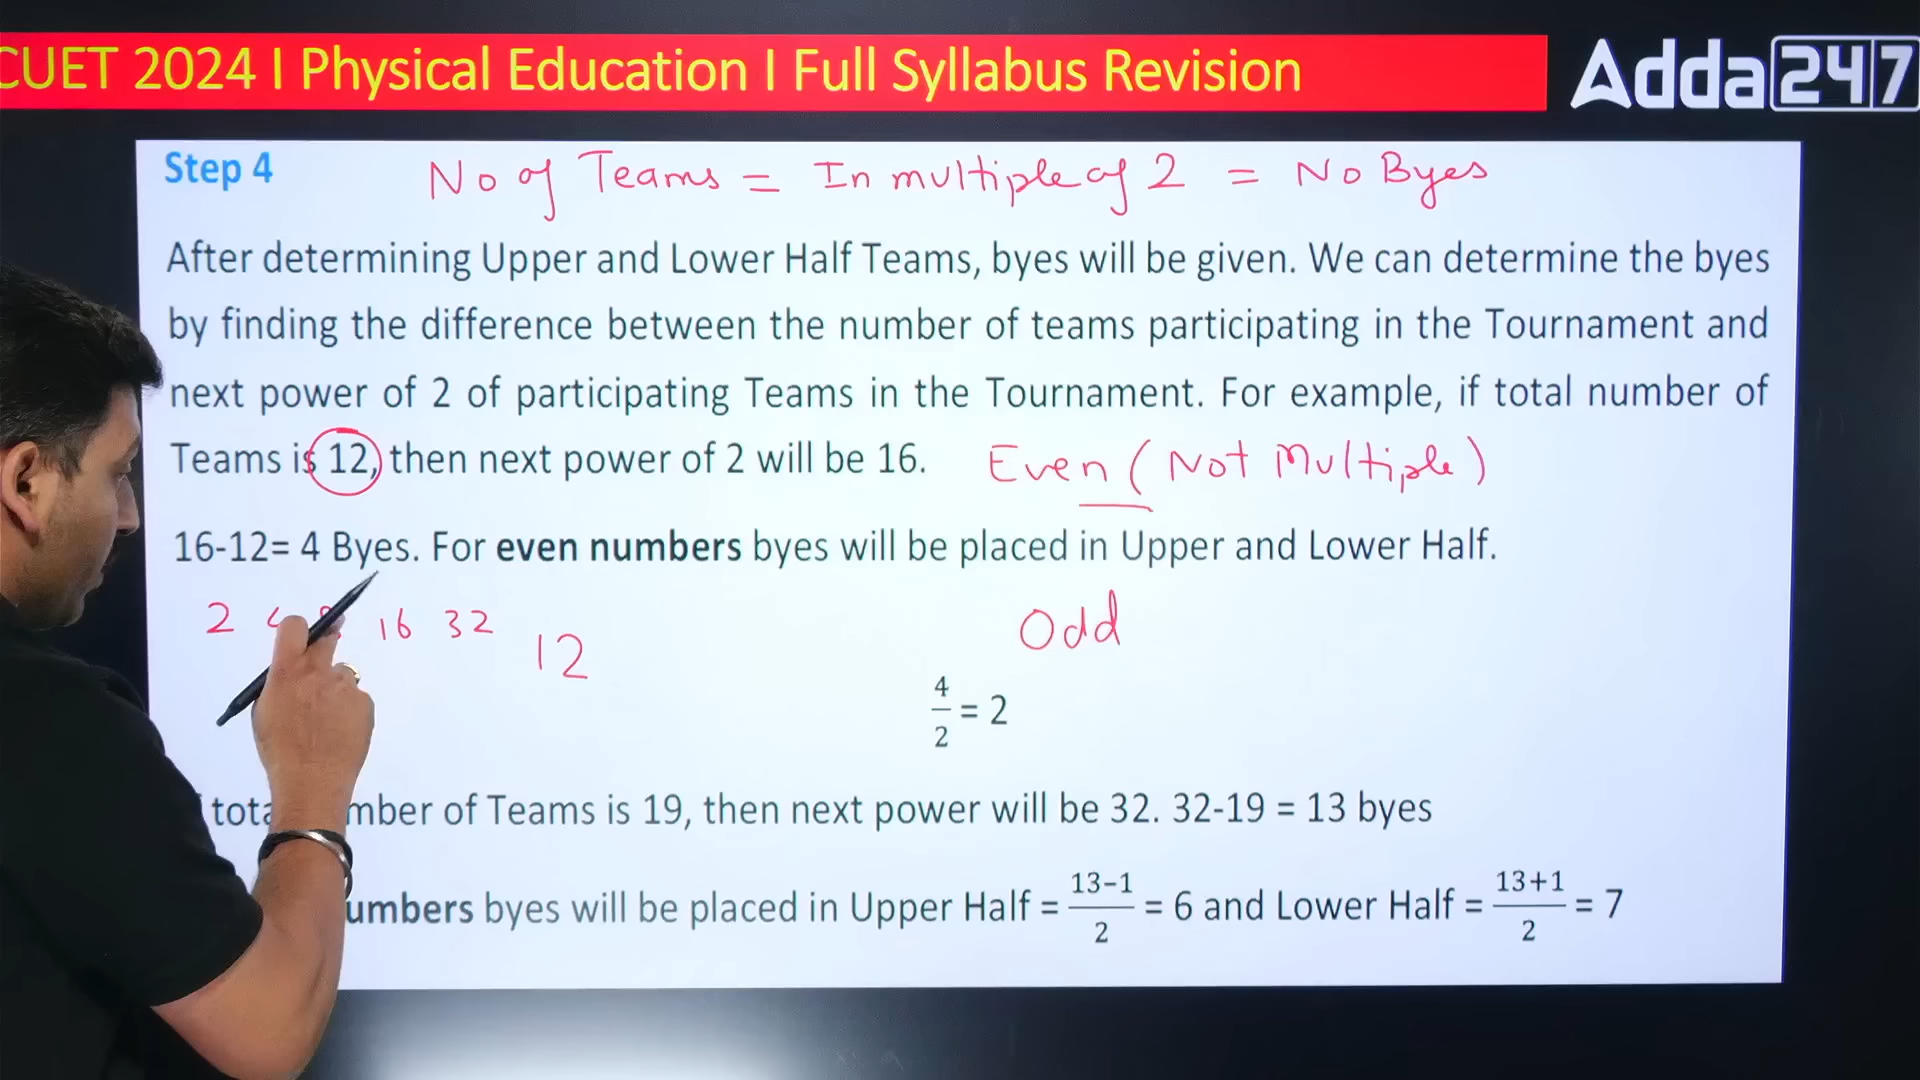 CUET 2024 I Physical Education I Full Syllabus Revision
Adda247
Step 4
No of Teams = In multiple of 2 = No Byes
After determining Upper and Lower Half Teams, byes will be given. We can determine the byes
by finding the difference between the number of teams participating in the Tournament and
next power of 2 of participating Teams in the Tournament. For example, if total number of
Teams is 12, then next power of 2 will be 16. Even (Not Multiple)
16-12= 4 Byes. For even numbers byes will be placed in Upper and Lower Half.
2 16 32
12
Odd
4/2 = 2
of Teams is 19, then next power will be 32. 32-19 = 13 byes
byes will be placed in Upper Half = 13−1/2 = 6 and Lower Half = 13+1/2 = 7